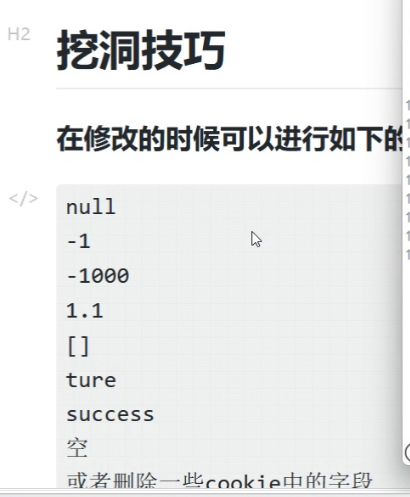 H2
挖洞技巧
在修改的时候可以进行如下的
</>
null
-1
-1000
1.1
[]
ture
success
空
或者删除一些cookie中的字段